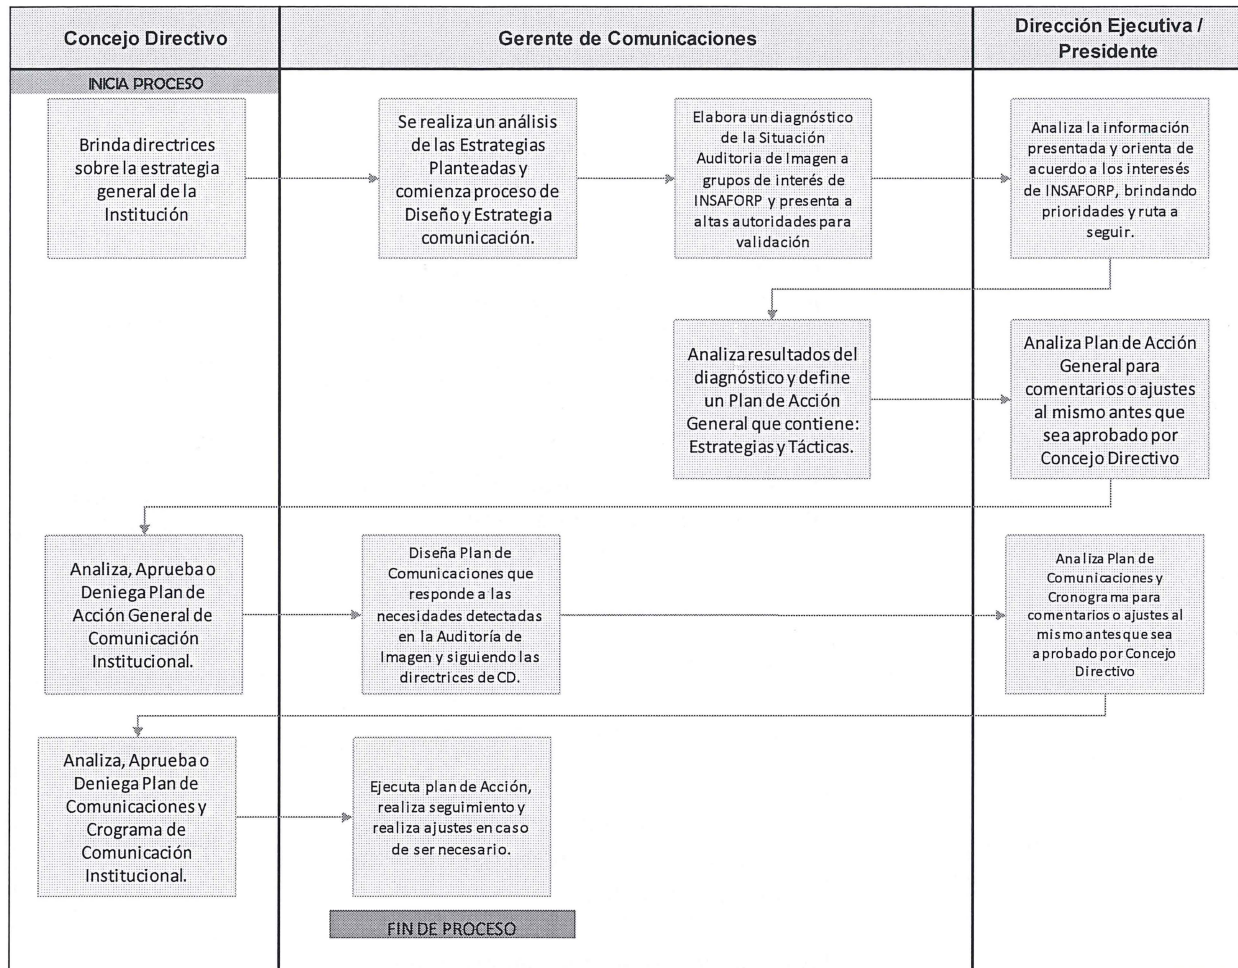 Concejo Directivo
Gerente de Comunicaciones
Dirección Ejecutiva /
Presidente
INICIA PROCESO
Brinda directrices
sobre la estrategia
general de la
Institución
Se realiza un análisis
de las Estrategias
Planteadas y
comienza proceso de
Diseño y Estrategia
comunicación.
Elabora un diagnóstico
de la Situación
Auditoria de Imagen a
grupos de interés de
INSAFORP y presenta a
altas autoridades para
validación
Analiza la información
presentada y orienta de
acuerdo a los interesés
de INSAFORP, brindando
prioridades y ruta a
seguir.
Analiza resultados del
diagnóstico y define
un Plan de Acción
General que contiene:
Estrategias y Tácticas.
Analiza Plan de Acción
General para
comentarios o ajustes
al mismo antes que
sea aprobado por
Concejo Directivo
Analiza, Aprueba o
Deniega Plan de
Acción General de
Comunicación
Institucional.
Diseña Plan de
Comunicaciones que
responde a las
necesidades detectadas
en la Auditoría de
Imagen y siguiendo las
directrices de CD.
Analiza Plan de
Comunicaciones y
Cronograma para
comentarios o ajustes al
mismo antes que sea
aprobado por Concejo
Directivo
Analiza, Aprueba o
Deniega Plan de
Comunicaciones y
Crograma de
Comunicación
Institucional.
Ejecuta plan de Acción,
realiza seguimiento y
realiza ajustes en caso
de ser necesario.
FIN DE PROCESO